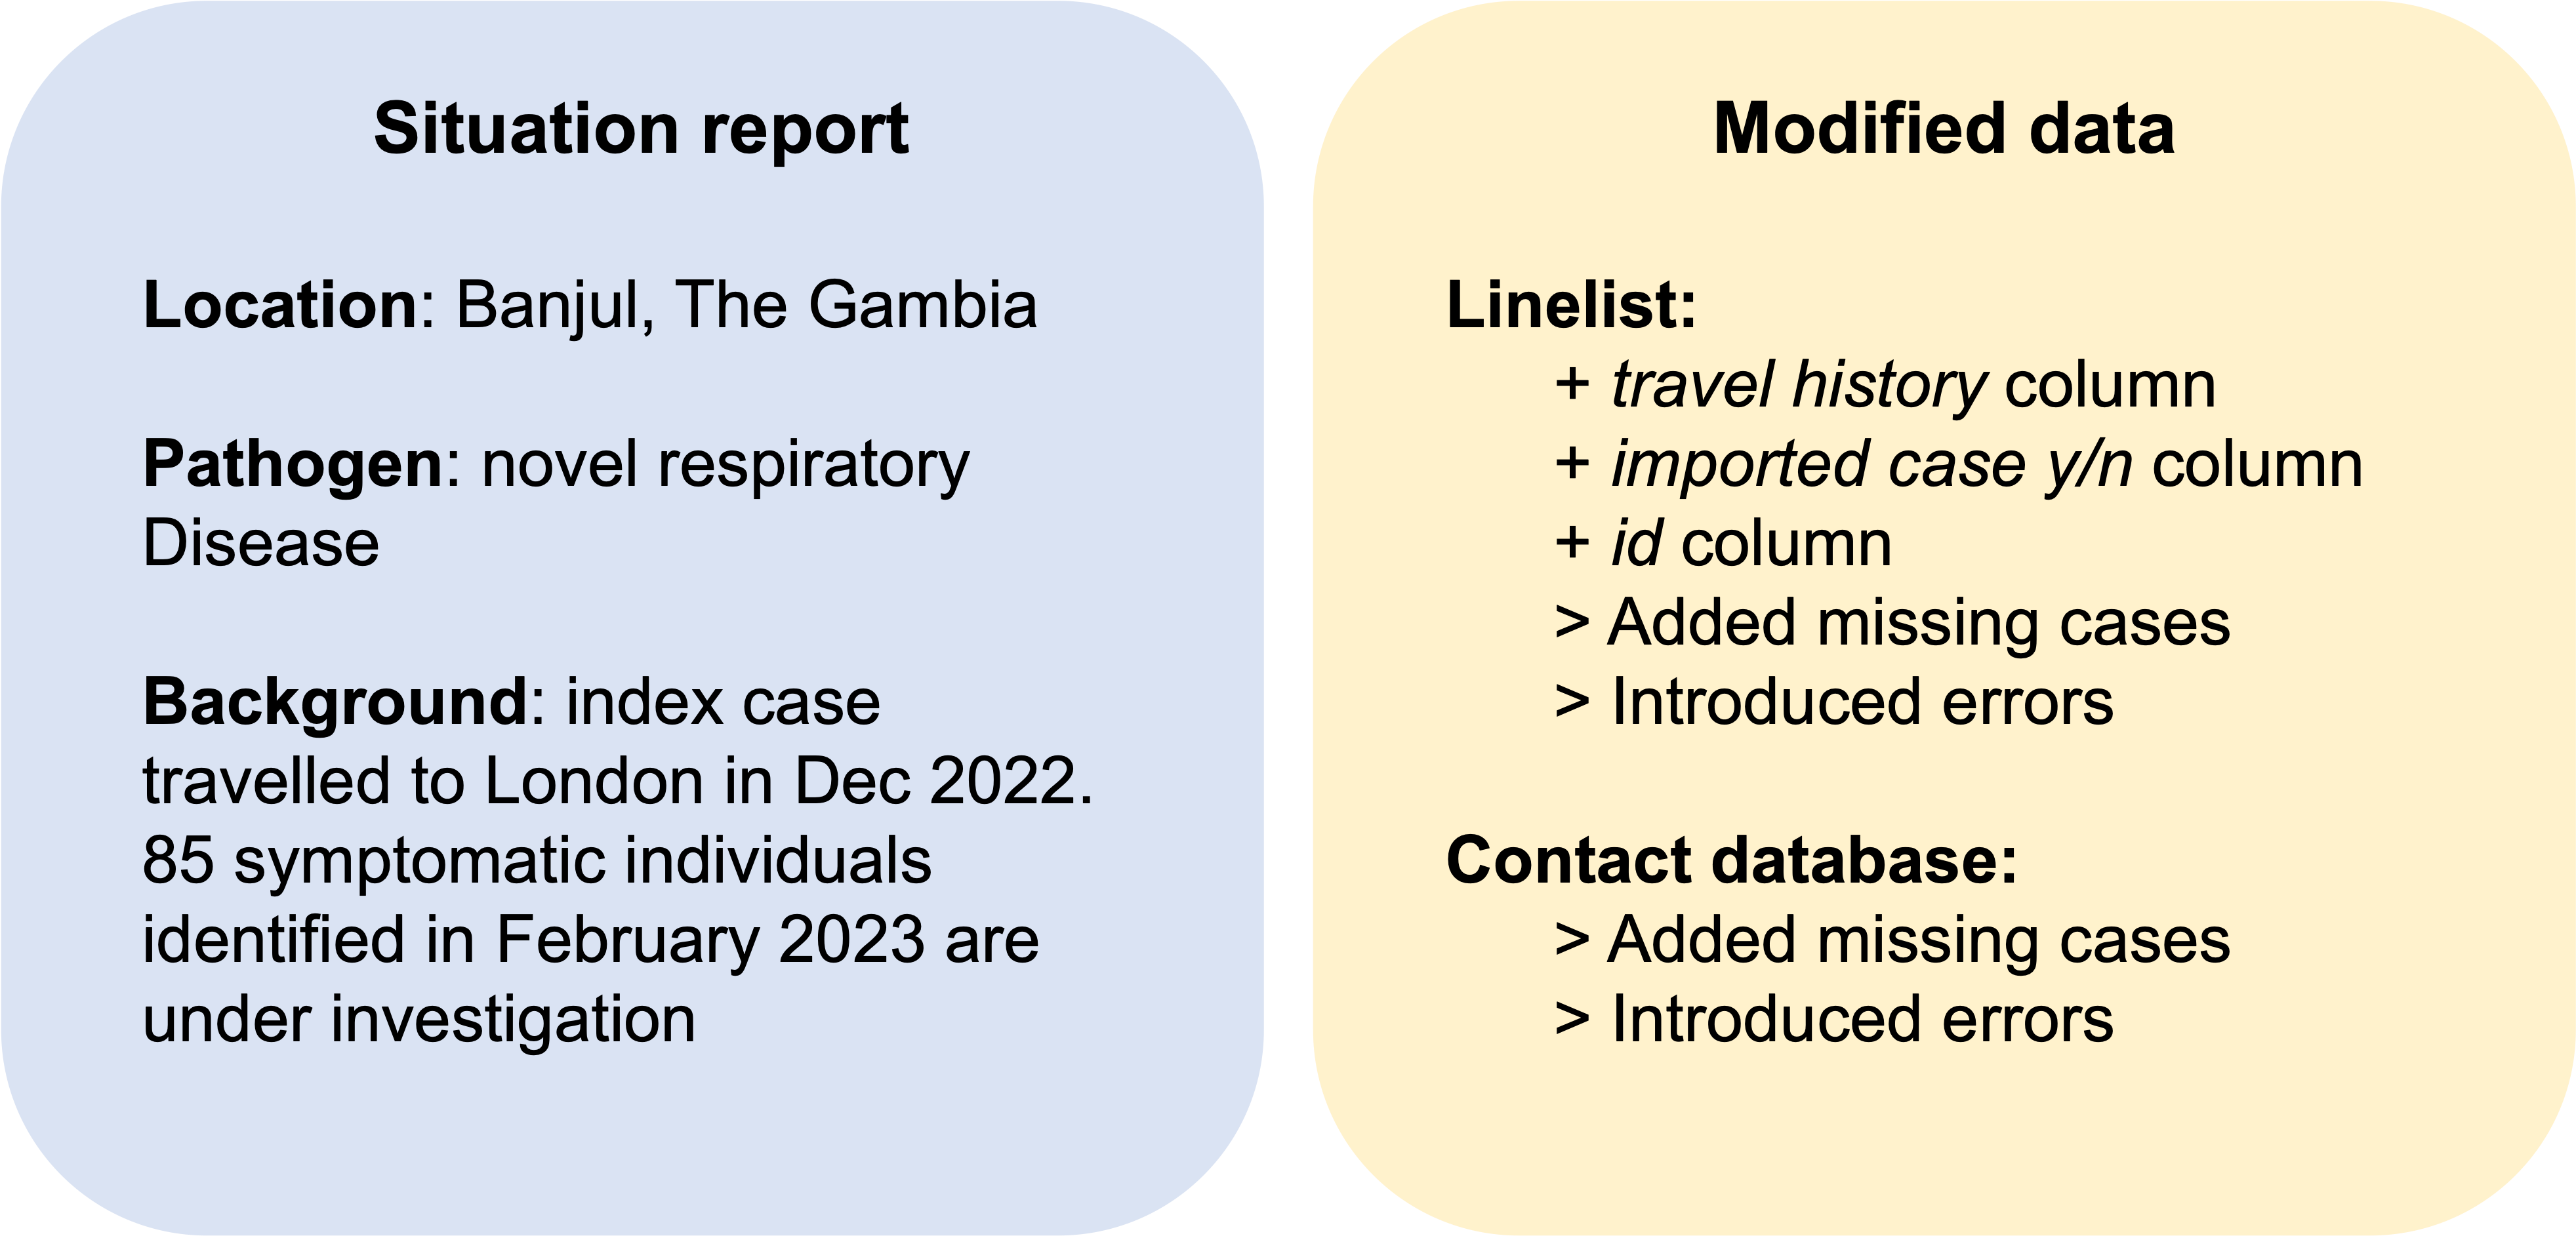 Situation report
Location: Banjul, The Gambia
Pathogen: novel respiratory
Disease
Background: index case
travelled to London in Dec 2022.
85 symptomatic individuals
identified in February 2023 are
under investigation
Modified data
Linelist:
+ travel history column
+ imported case y/n column
+ id column
> Added missing cases
> Introduced errors
Contact database:
> Added missing cases
> Introduced errors